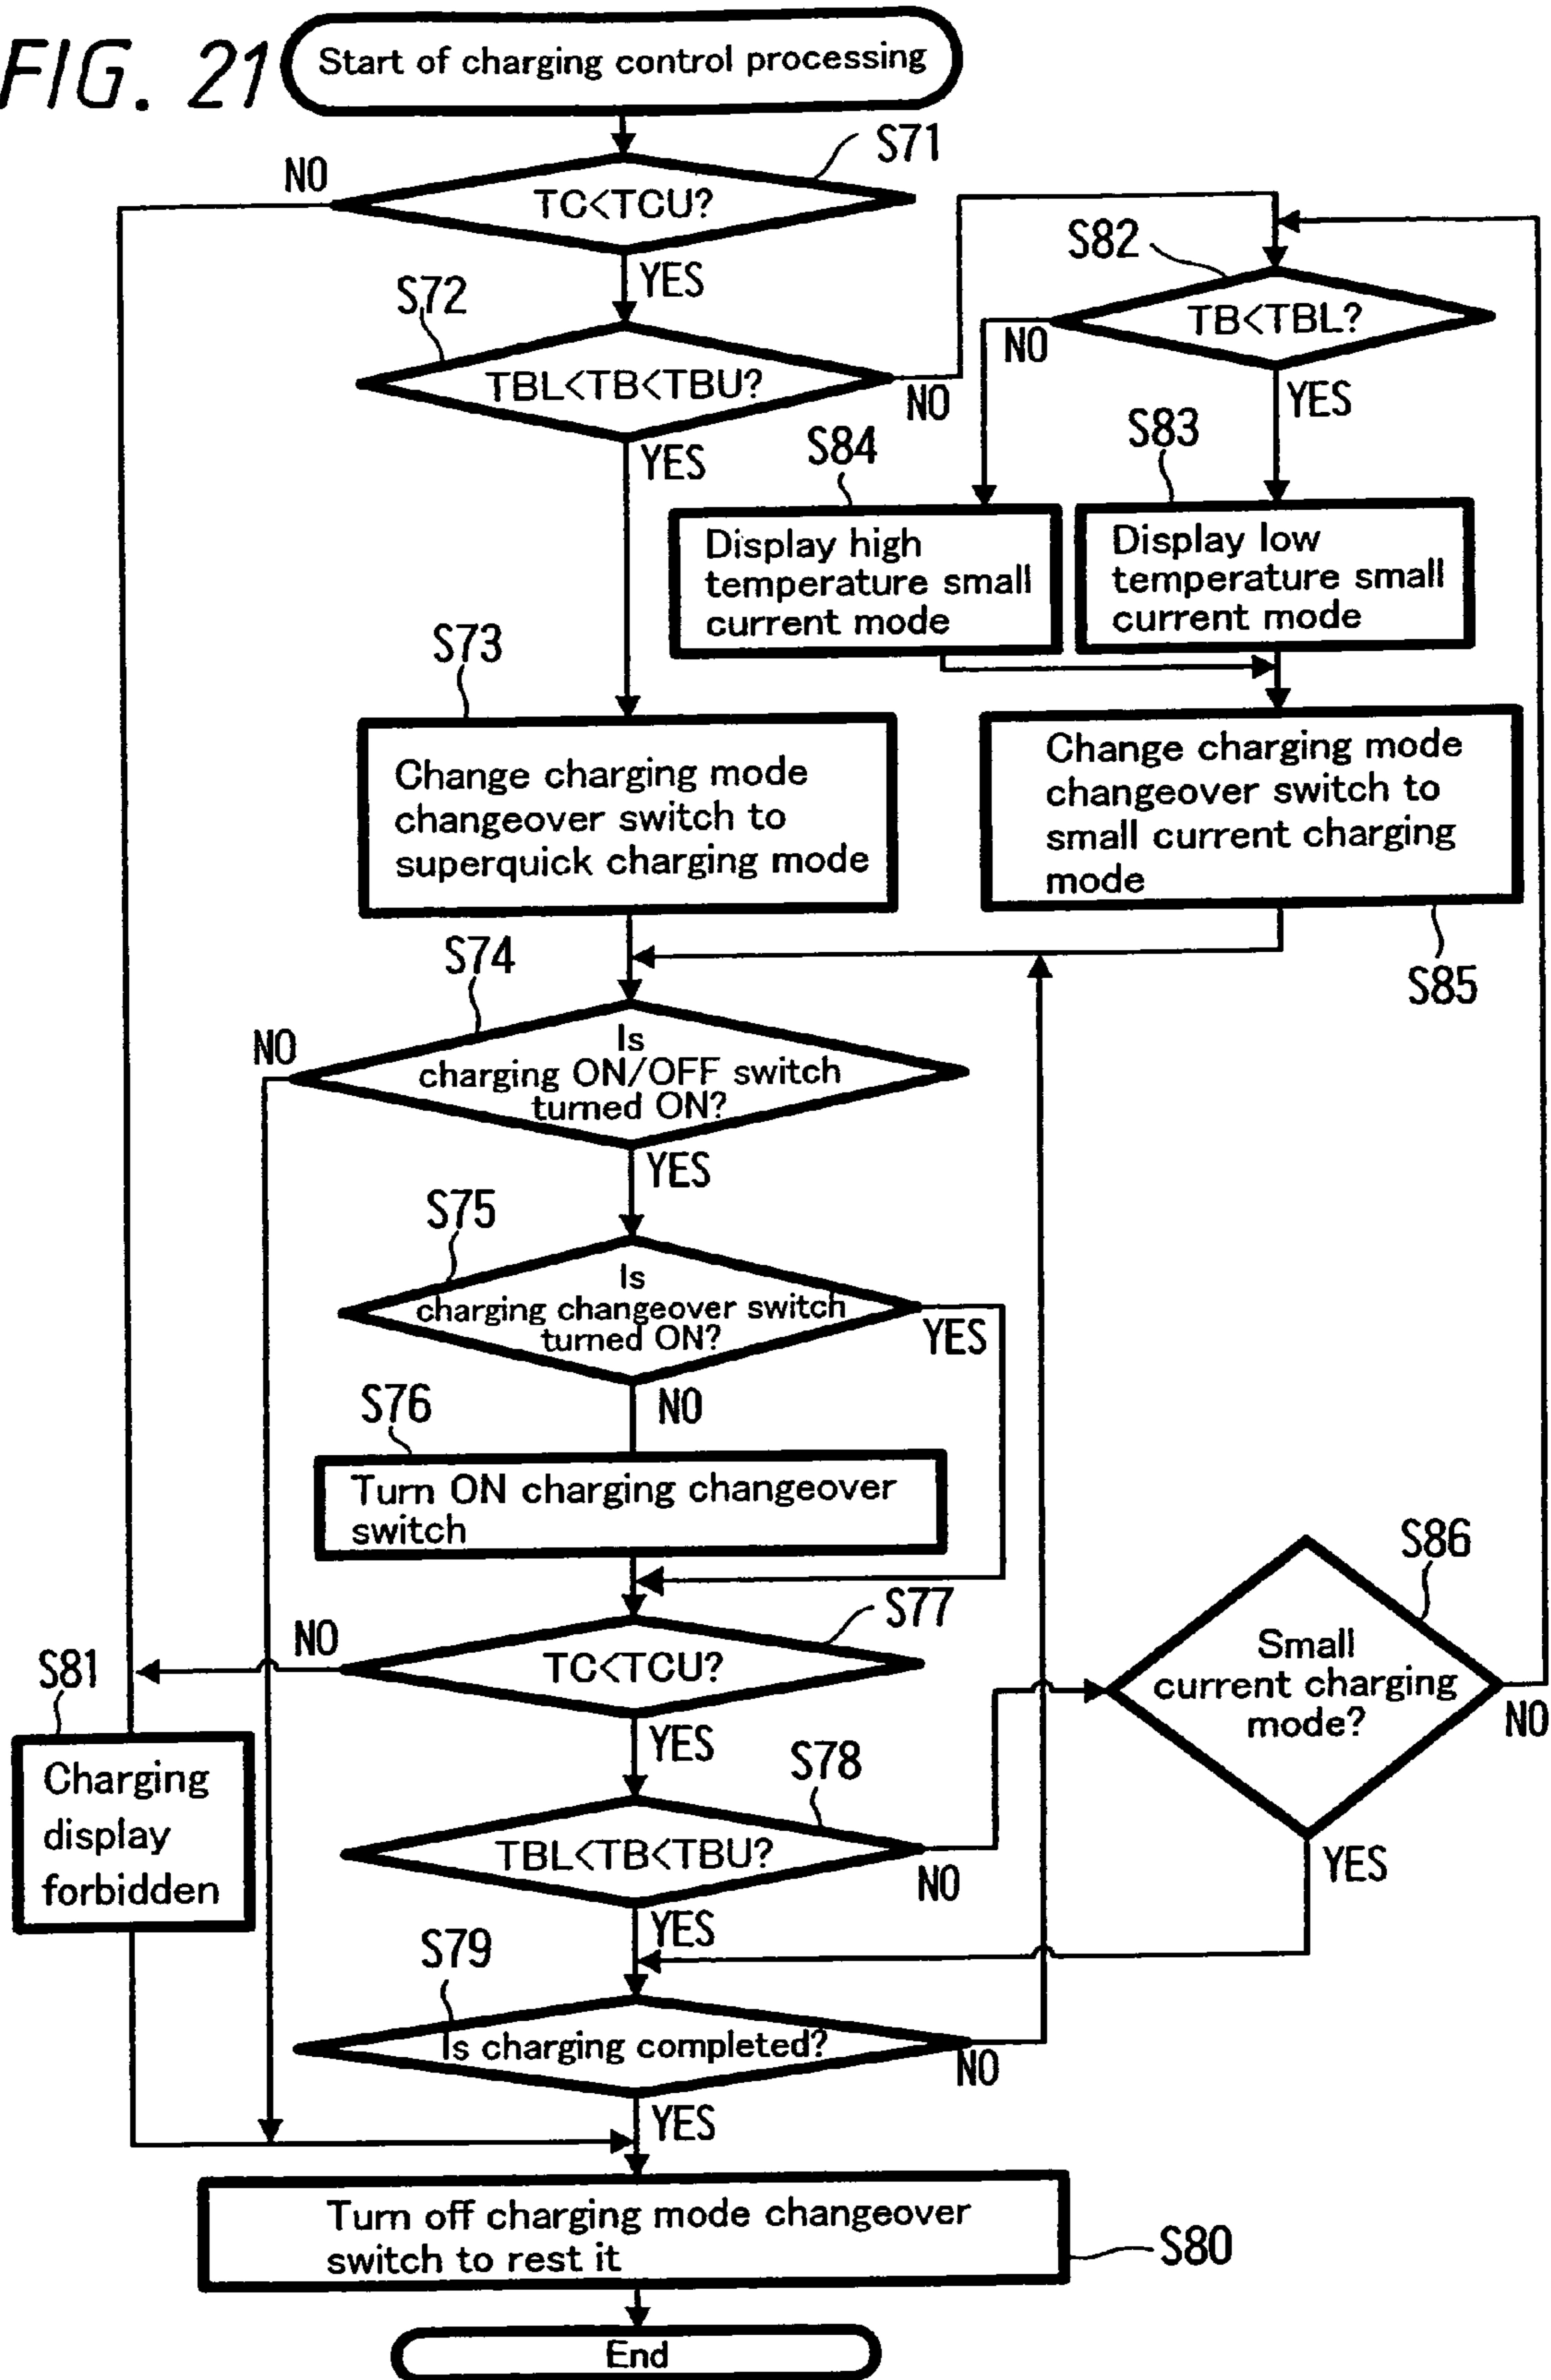 FIG. 21
Start of charging control processing
S71
NO
TC<TCU?
YES
S72
TBL<TB<TBU?
NO
YES
S82
TB<TBL?
NO
YES
S84
S83
Display high
temperature small
current mode
Display low
temperature small
current mode
S73
Change charging mode
changeover switch to
superquick charging mode
Change charging mode
changeover switch to
small current charging
mode
S85
S74
NO
Is
charging ON/OFF switch
turned ON?
YES
S75
Is
charging changeover switch
turned ON?
YES
NO
S76
Turn ON charging changeover
switch
S77
NO
TC<TCU?
YES
S81
Charging
display
forbidden
S78
TBL<TB<TBU?
NO
YES
S86
Small
current charging
mode?
NO
YES
S79
Is charging completed?
NO
YES
Turn off charging mode changeover
switch to rest it
S80
End